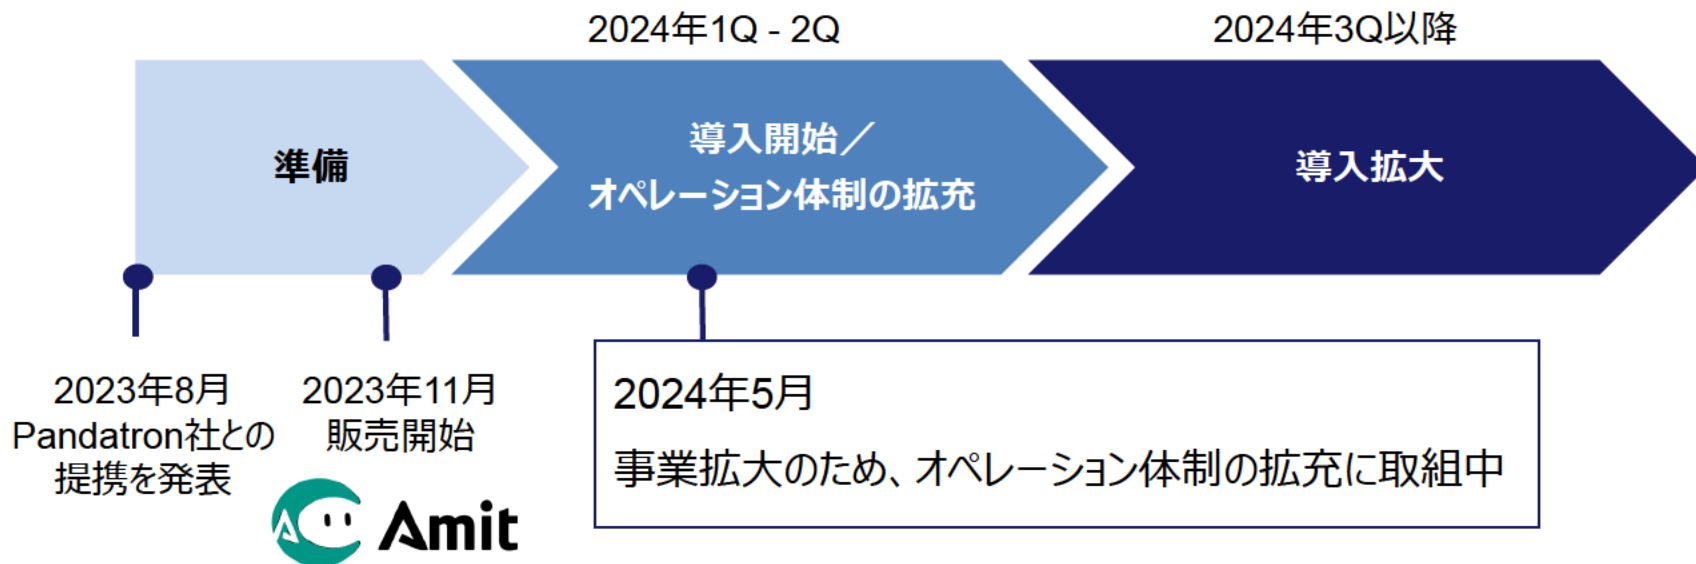 2024年1Q - 2Q
2024年3Q以降
準備
導入開始／
オペレーション体制の拡充
導入拡大
2023年8月
Pandatron社との
提携を発表
2023年11月
販売開始
Amit
2024年5月
事業拡大のため、オペレーション体制の拡充に取組中